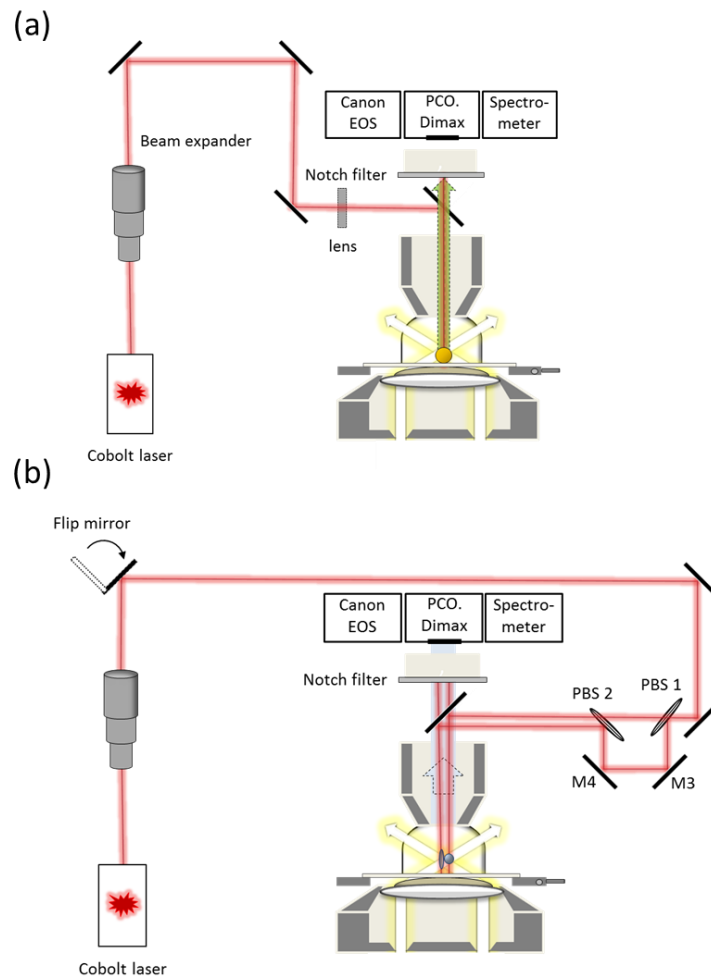 (a)
Canon
EOS
PCO.
Dimax
Spectro-
meter
Beam expander
Notch filter
lens
Cobolt laser
(b)
Flip mirror
Canon
EOS
PCO.
Dimax
Spectro-
meter
Notch filter
PBS 2
PBS 1
M4
M3
Cobolt laser